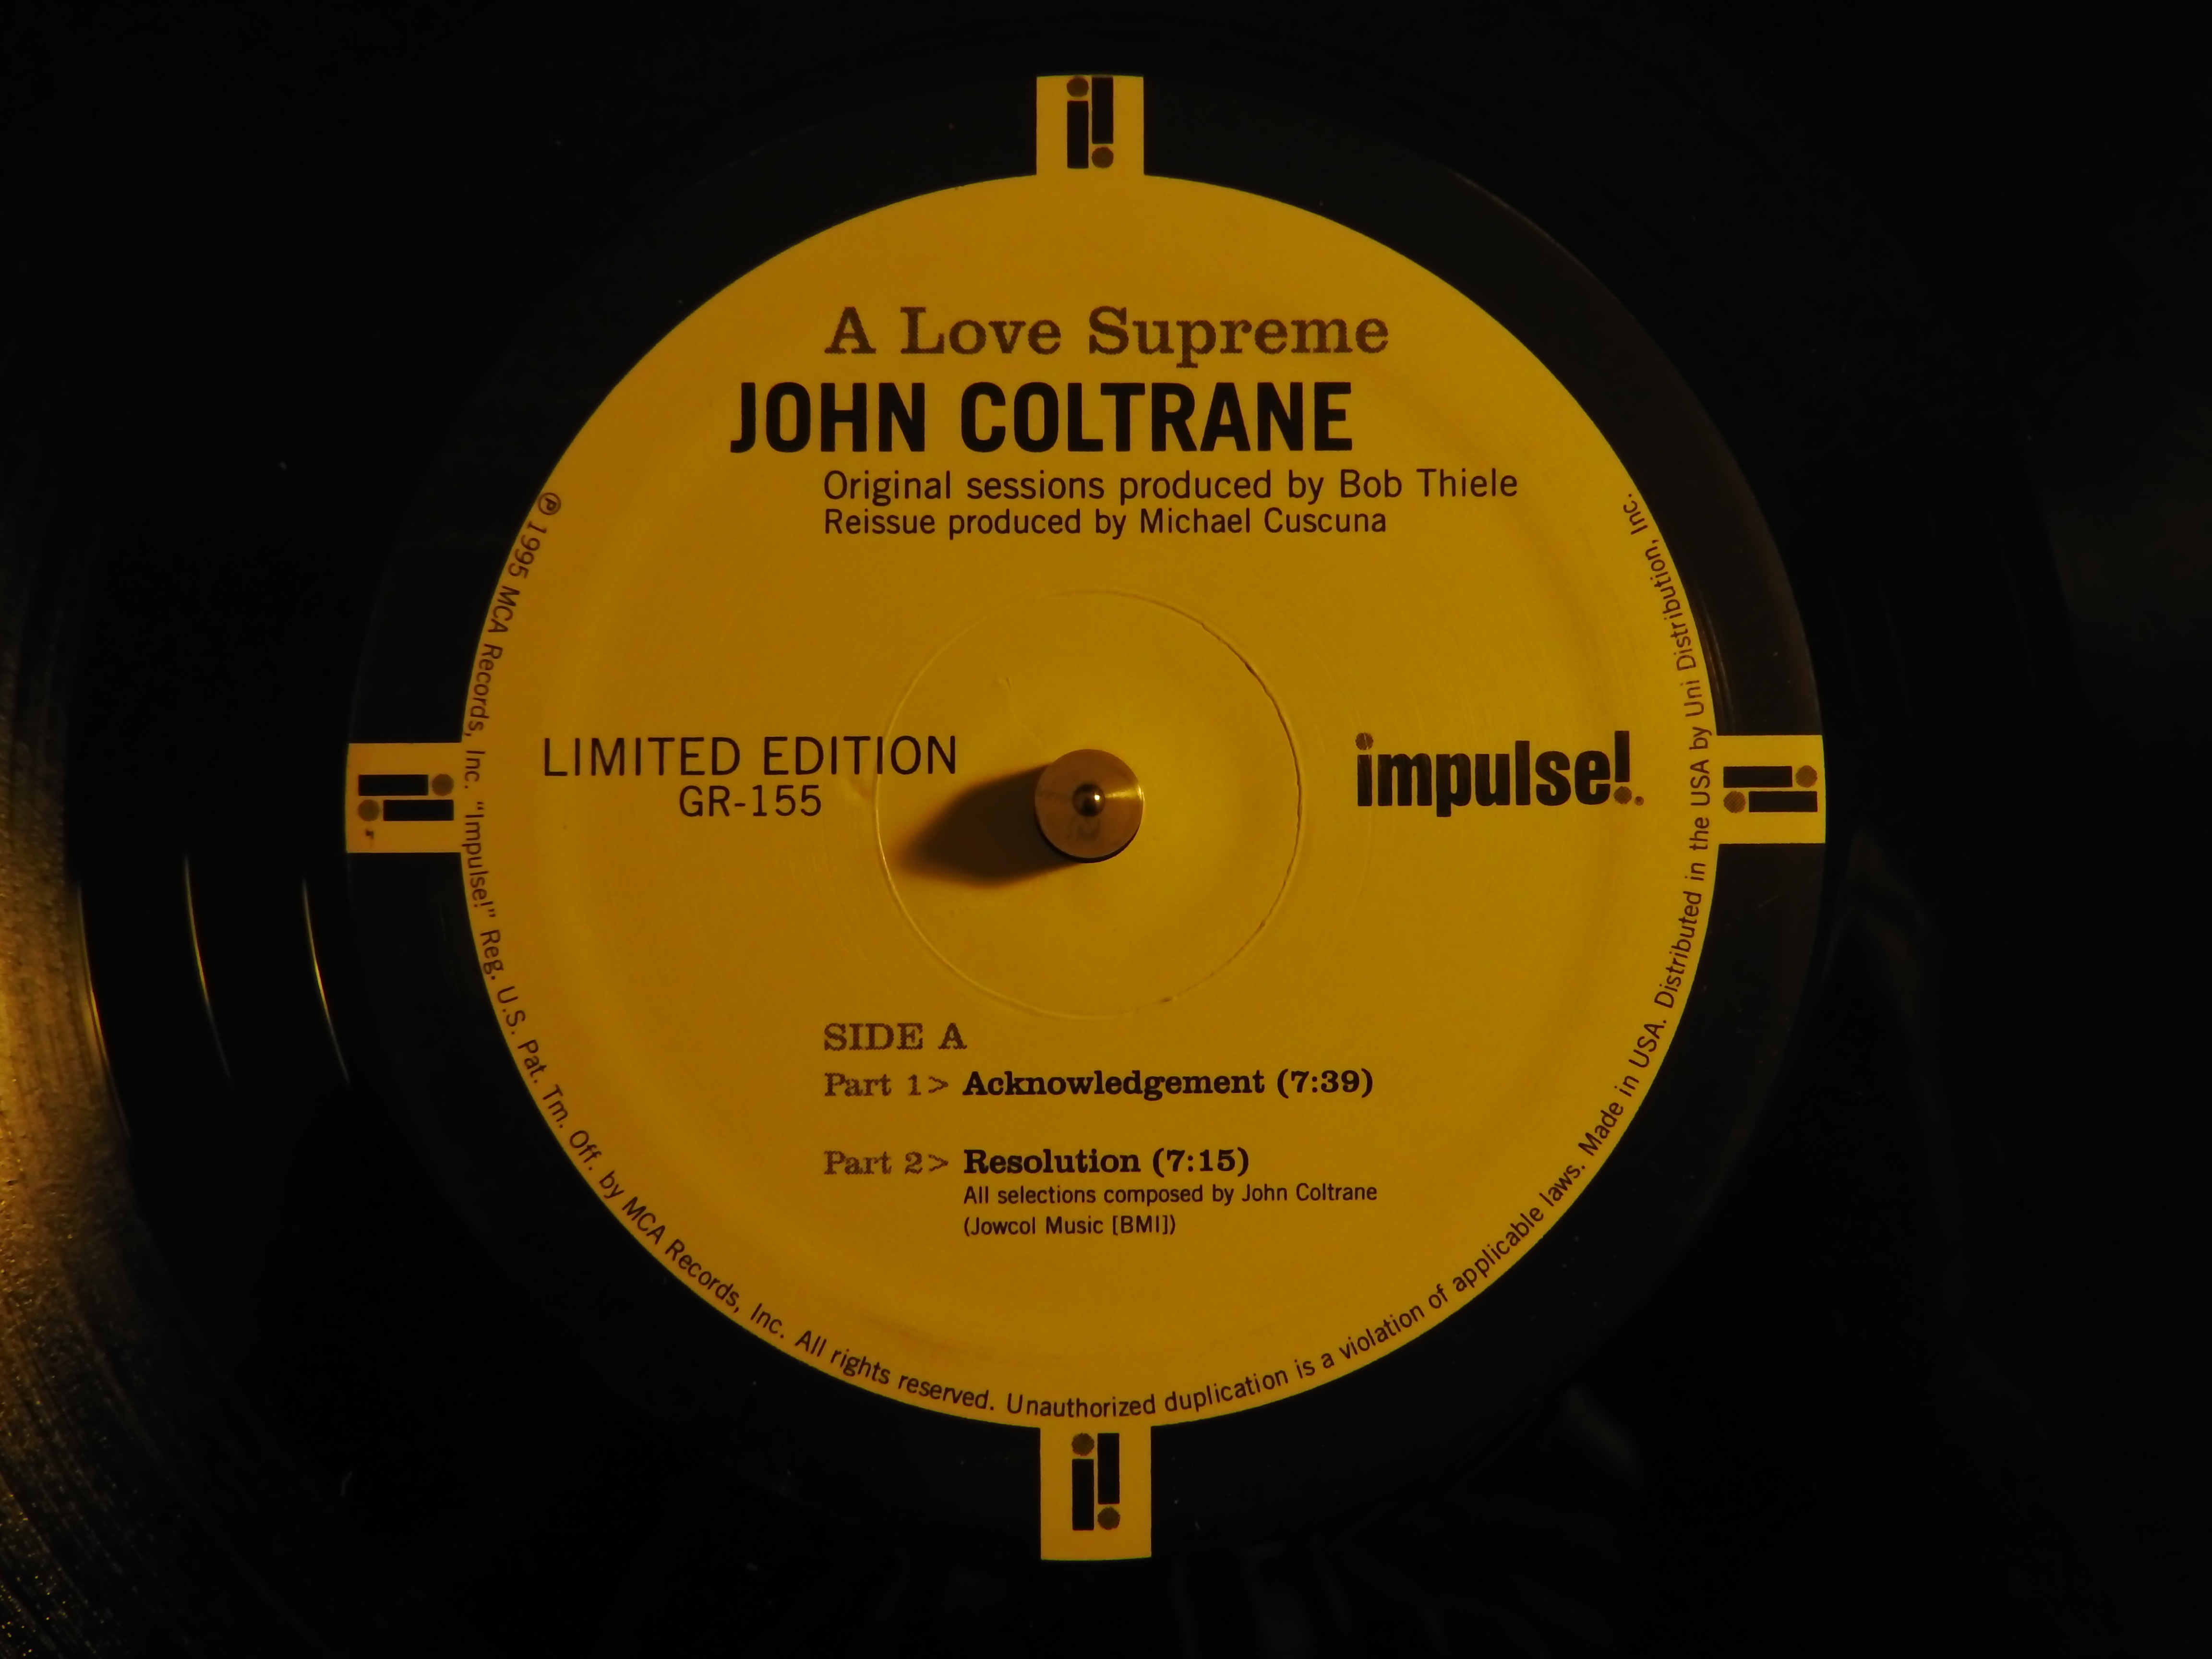 A Love Supreme
JOHN COLTRANE
Original sessions produced by Bob Thiele
Reissue produced by Michael Cuscuna
LIMITED EDITION
GR-155
impulse!
SIDE A
Part 1> Acknowledgement (7:39)
Part 2> Resolution (7:15)
All selections composed by John Coltrane
(Jowcol Music [BMI])
℗ 1995 MCA Records, Inc. "Impulse!" Reg. U.S. Pat. Tm. Off. by MCA Records, Inc. All rights reserved. Unauthorized duplication is a violation of applicable laws. Made in USA. Distributed in the USA by Uni Distribution, Inc.
i!
i!
i!
i!